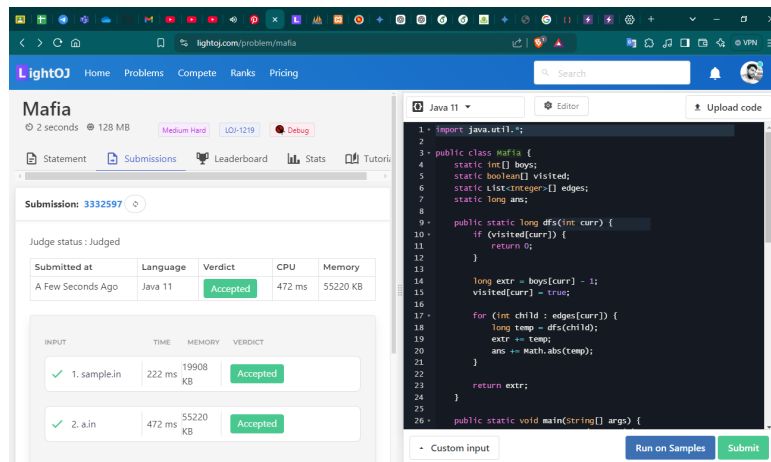 lightoj.com/problem/mafia
VPN
LightOJ Home Problems Compete Ranks Pricing
Search
Mafia
2 seconds 128 MB
Medium Hard LOJ-1219 Debug
Statement Submissions Leaderboard Stats Tutori
Submission: 3332597
Judge status : Judged
Submitted at Language Verdict CPU Memory
A Few Seconds Ago Java 11 Accepted 472 ms 55220 KB
INPUT TIME MEMORY VERDICT
1. sample.in 222 ms 19908 KB Accepted
2. a.in 472 ms 55220 KB Accepted
Java 11 Editor Upload code
1 import java.util.*;
2
3 public class Mafia {
4 static int[] boys;
5 static boolean[] visited;
6 static List<Integer>[] edges;
7 static long ans;
8
9 public static long dfs(int curr) {
10 if (visited[curr]) {
11 return 0;
12 }
13
14 long extr = boys[curr] - 1;
15 visited[curr] = true;
16
17 for (int child : edges[curr]) {
18 long temp = dfs(child);
19 extr += temp;
20 ans += Math.abs(temp);
21 }
22
23 return extr;
24 }
25
26 public static void main(String[] args) {
Custom input Run on Samples Submit